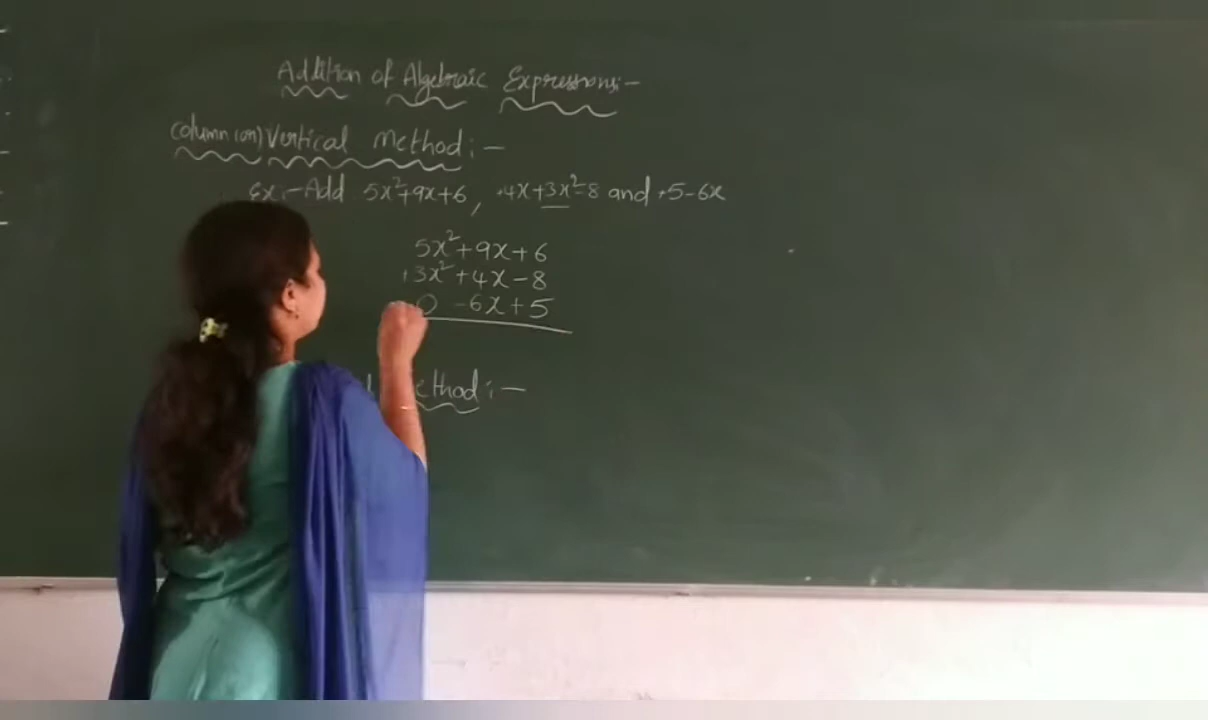 Addition of Algebraic Expressions:-
Column (or) Vertical Method:-
Ex:- Add 5x²+9x+6, +4x+3x²-8 and +5-6x
5x²+9x+6
+3x²+4x-8
0 -6x+5
Method:-